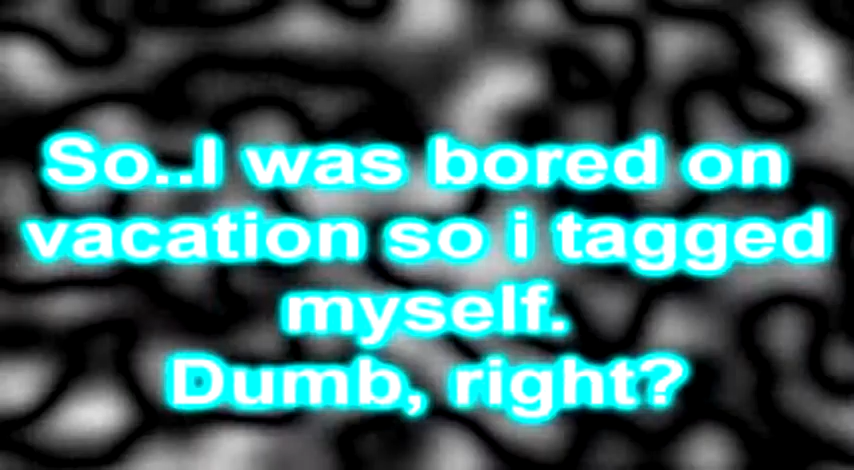 So..I was bored on
vacation so i tagged
myself.
Dumb, right?